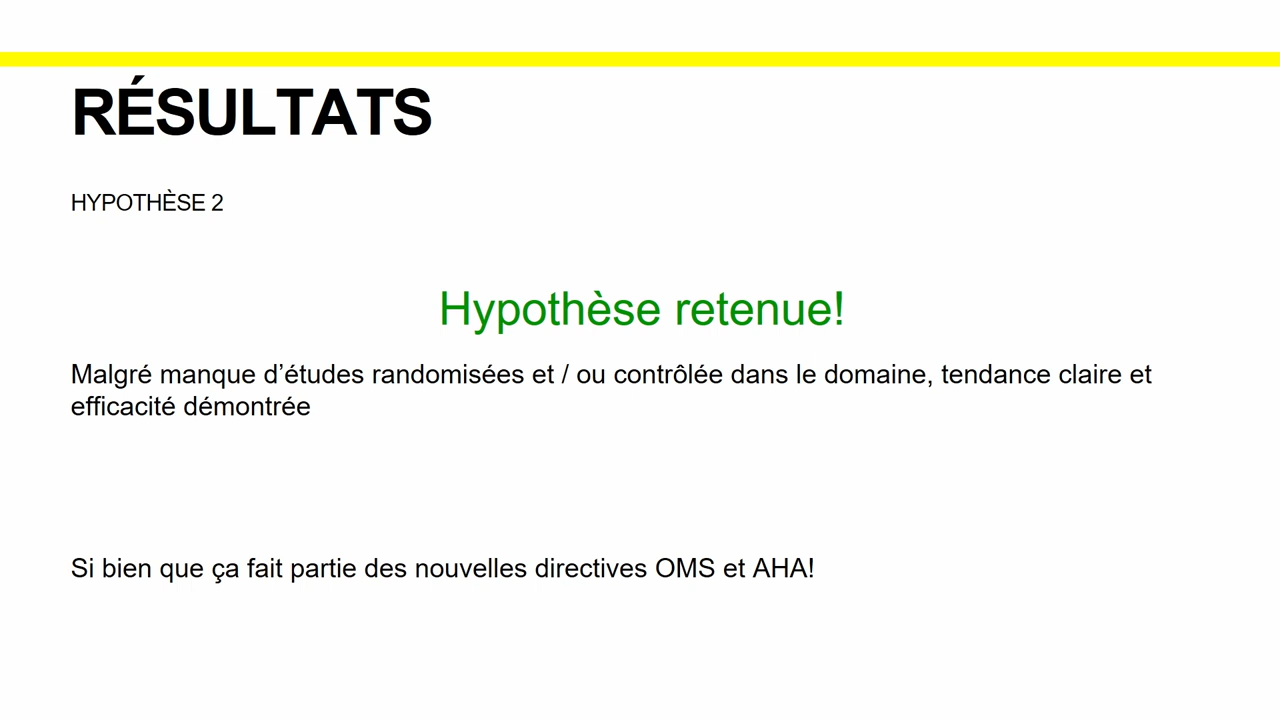 RÉSULTATS
HYPOTHÈSE 2
Hypothèse retenue!
Malgré manque d’études randomisées et / ou contrôlée dans le domaine, tendance claire et
efficacité démontrée
Si bien que ça fait partie des nouvelles directives OMS et AHA!